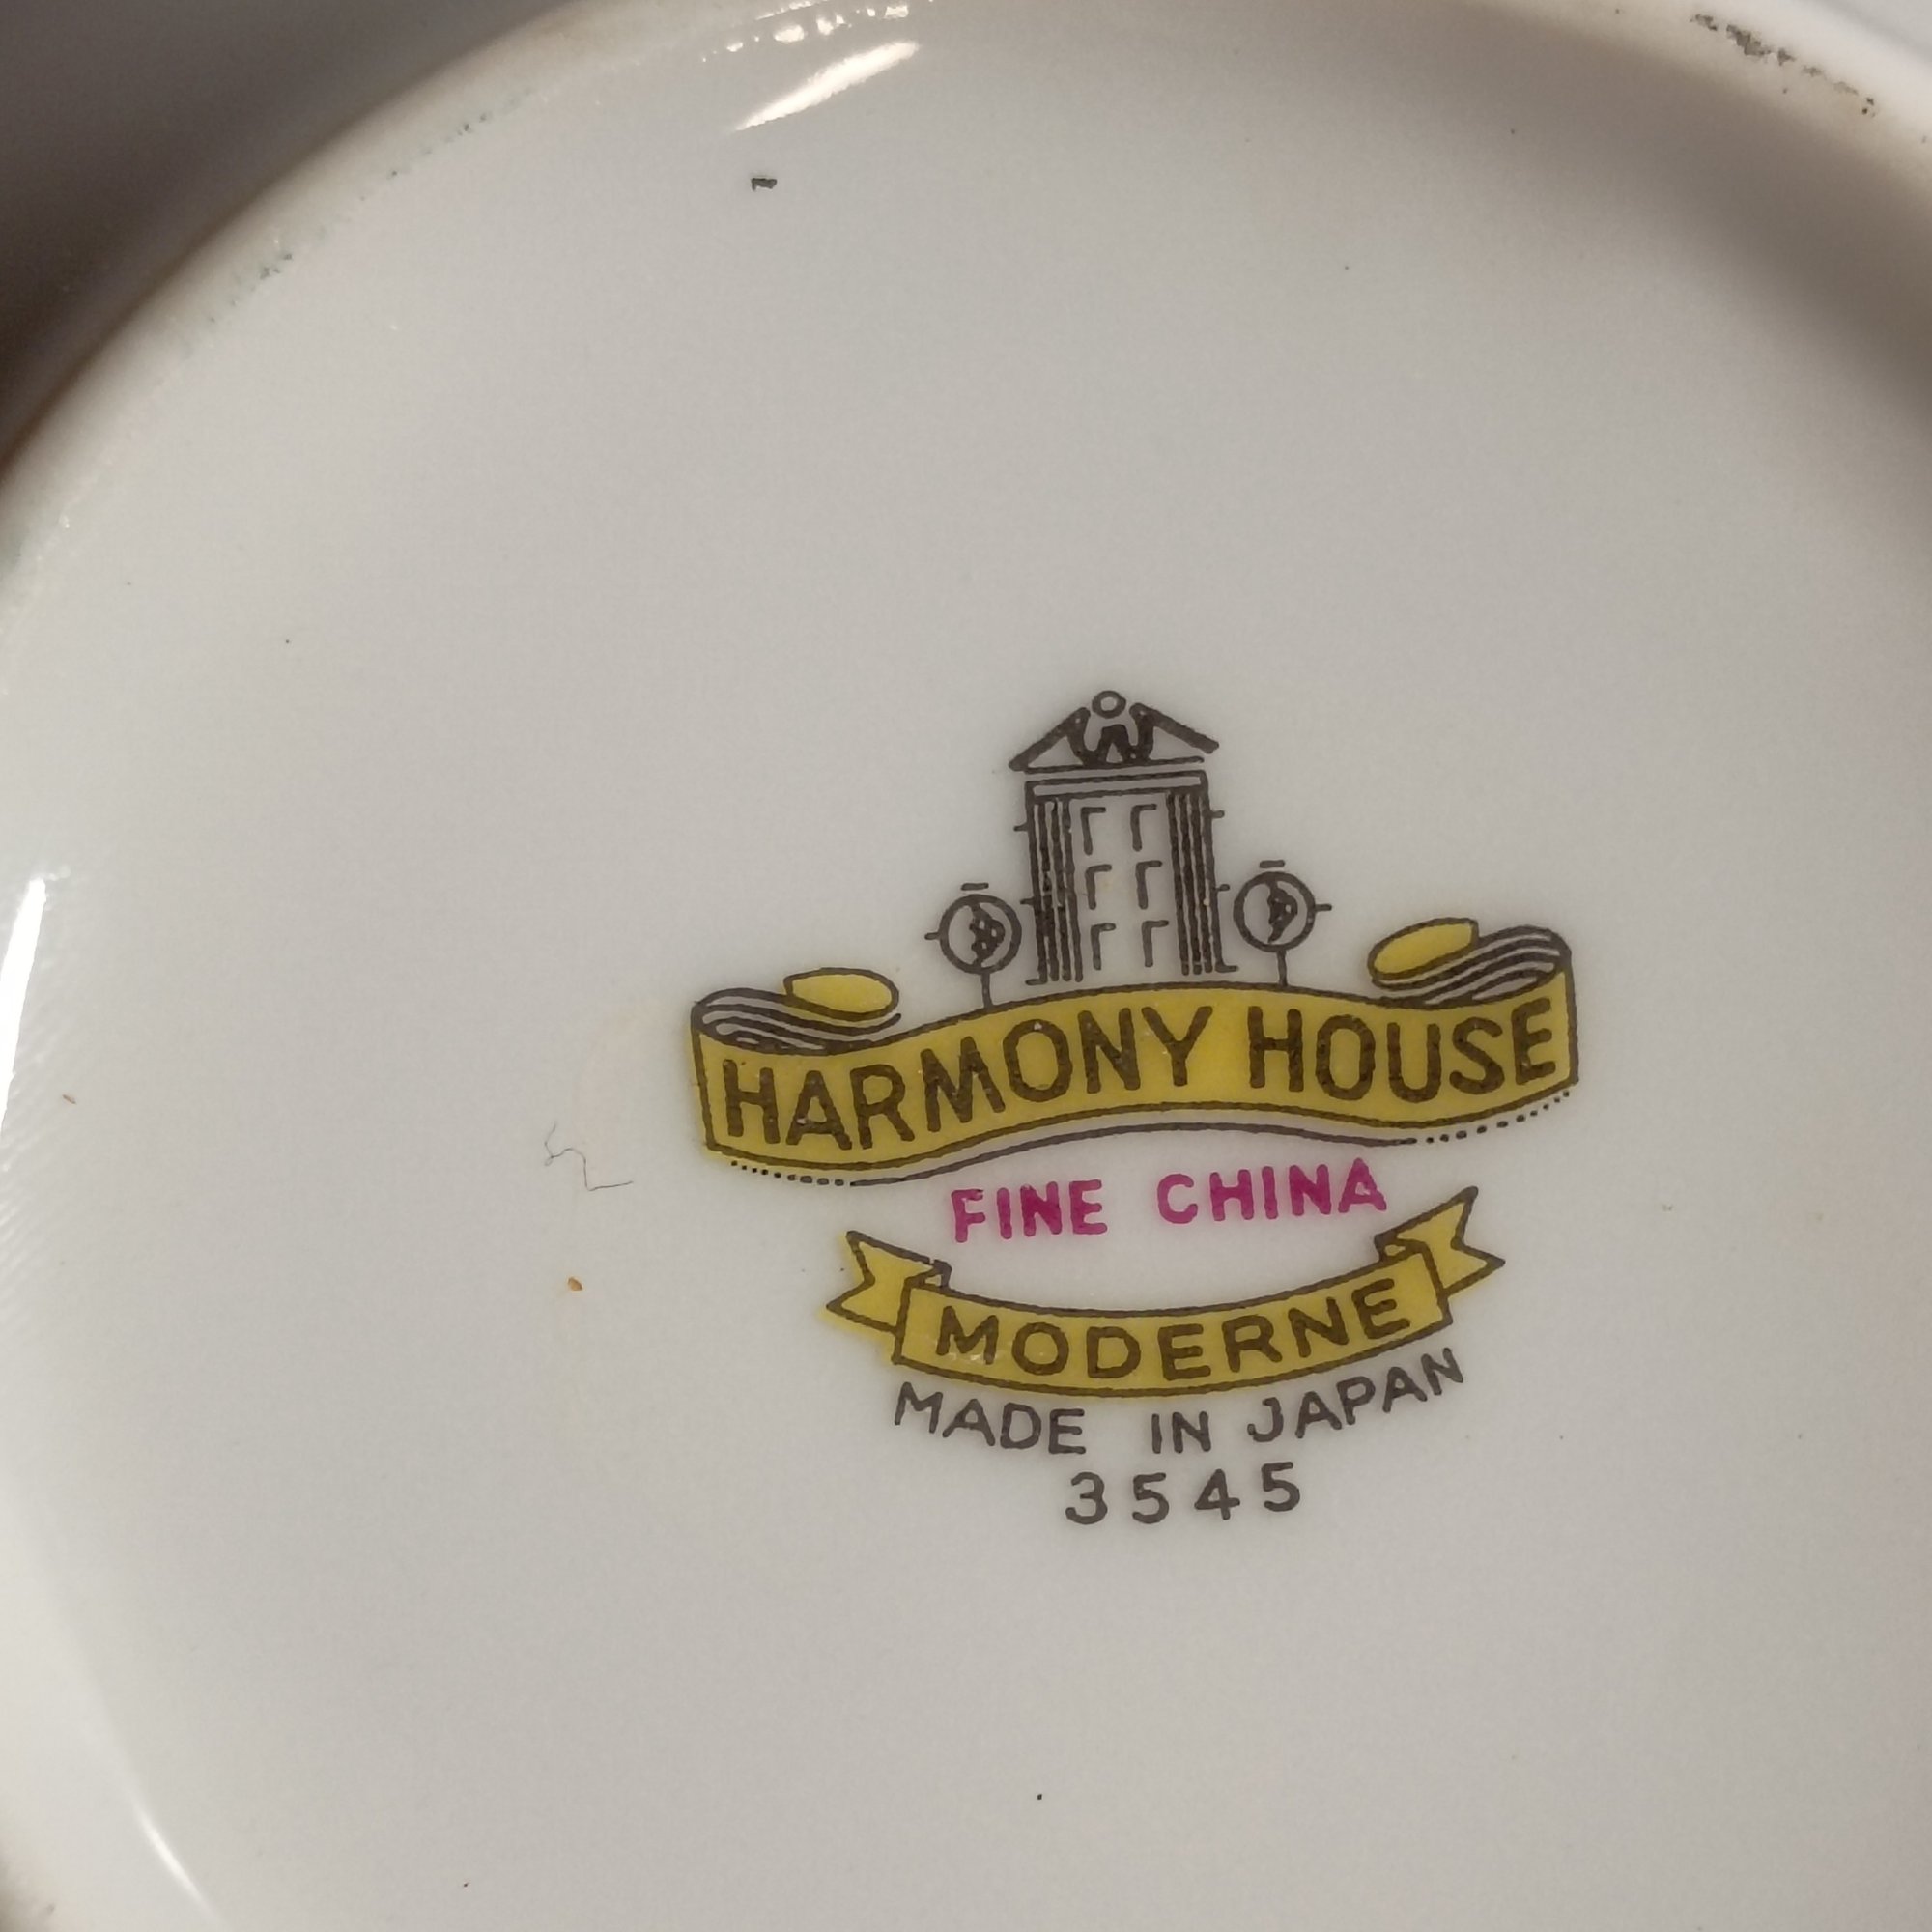 HARMONY HOUSE
FINE CHINA
MODERNE
MADE IN JAPAN
3545